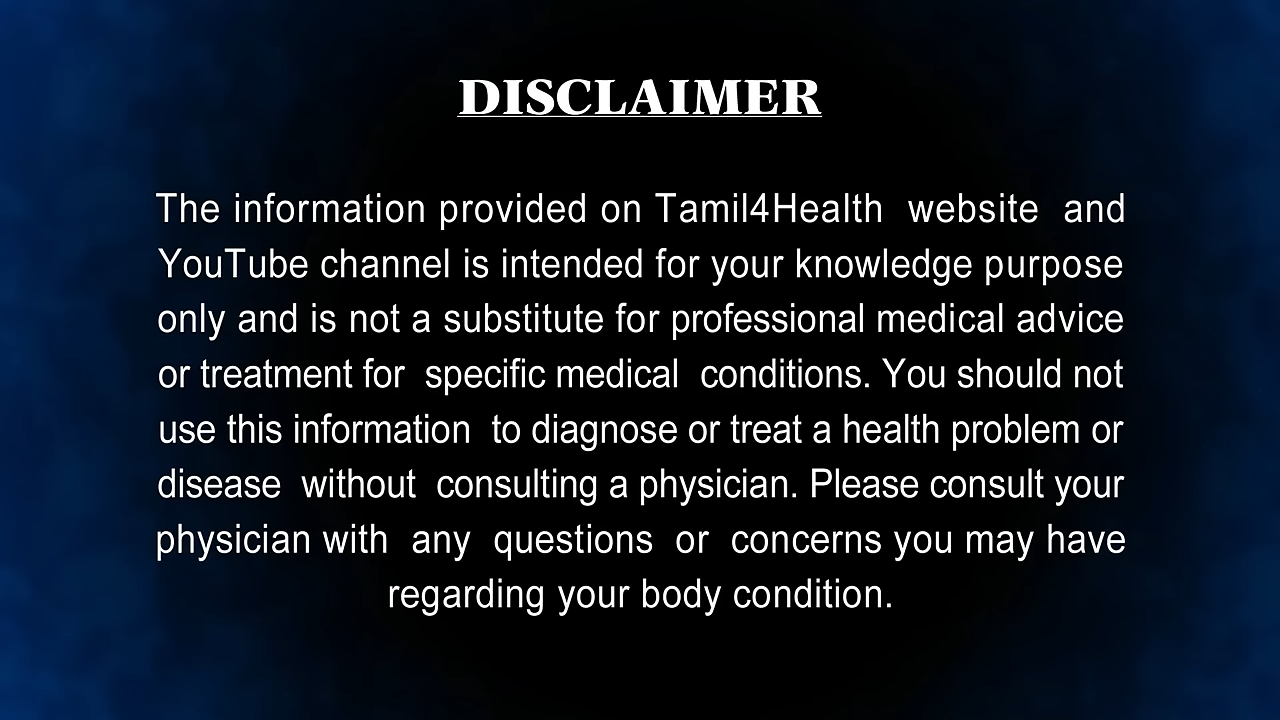 DISCLAIMER
The information provided on Tamil4Health website and
YouTube channel is intended for your knowledge purpose
only and is not a substitute for professional medical advice
or treatment for specific medical conditions. You should not
use this information to diagnose or treat a health problem or
disease without consulting a physician. Please consult your
physician with any questions or concerns you may have
regarding your body condition.